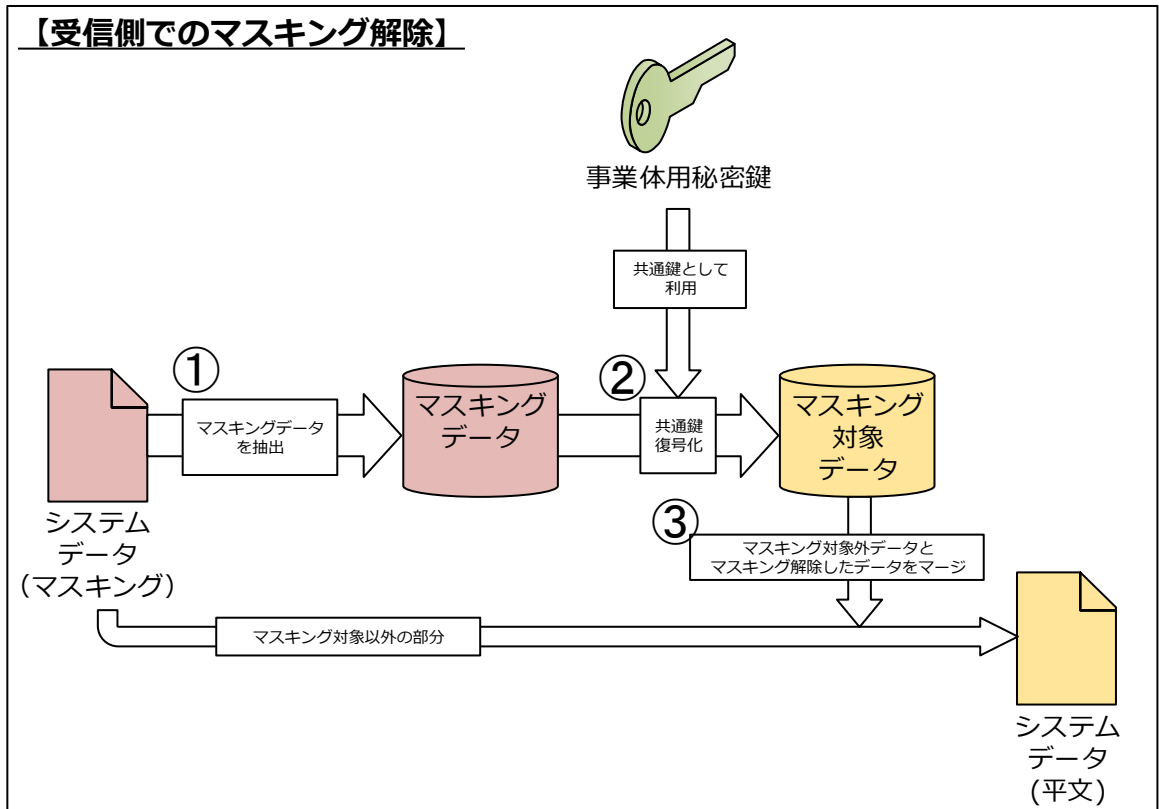 【受信側でのマスキング解除】
事業体用秘密鍵
共通鍵として
利用
①
マスキングデータ
を抽出
マスキング
データ
②
共通鍵
復号化
マスキング
対象
データ
システム
データ
（マスキング）
③
マスキング対象外データと
マスキング解除したデータをマージ
マスキング対象以外の部分
システム
データ
(平文)